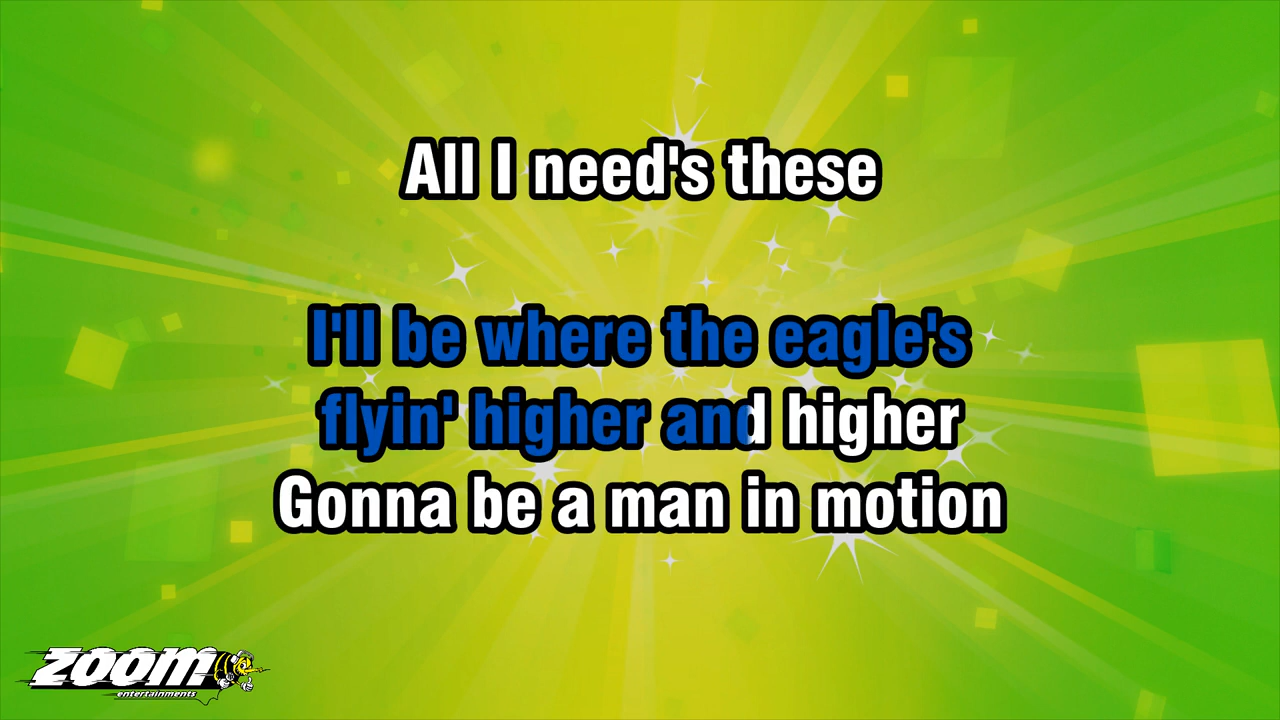 All I need's these
I'll be where the eagle's
flyin' higher and higher
Gonna be a man in motion
ZOOM
entertainments